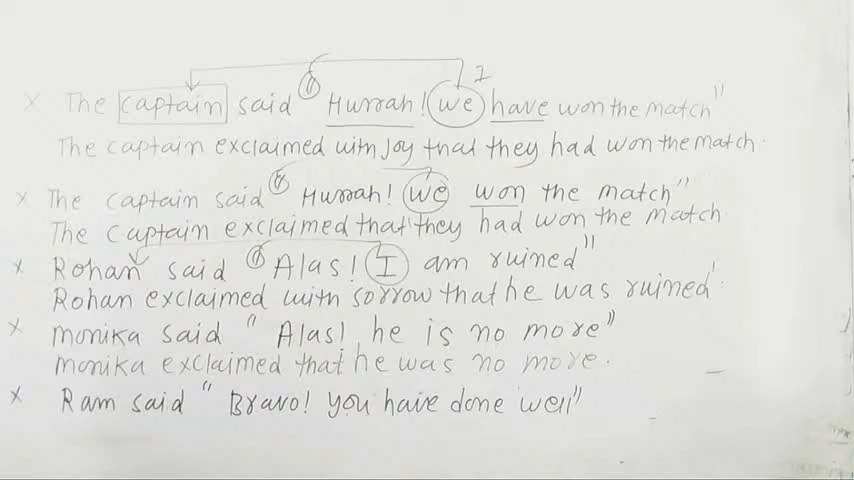 I
x The captain said " Hurrah! we have won the match"
The captain exclaimed with joy that they had won the match.
x The captain said " Hurrah! we won the match"
The captain exclaimed that they had won the match.
x Rohan said " Alas! I am ruined"
Rohan exclaimed with sorrow that he was ruined
x monika said " Alas! he is no more"
monika exclaimed that he was no more.
x Ram said " Bravo! you have done well"